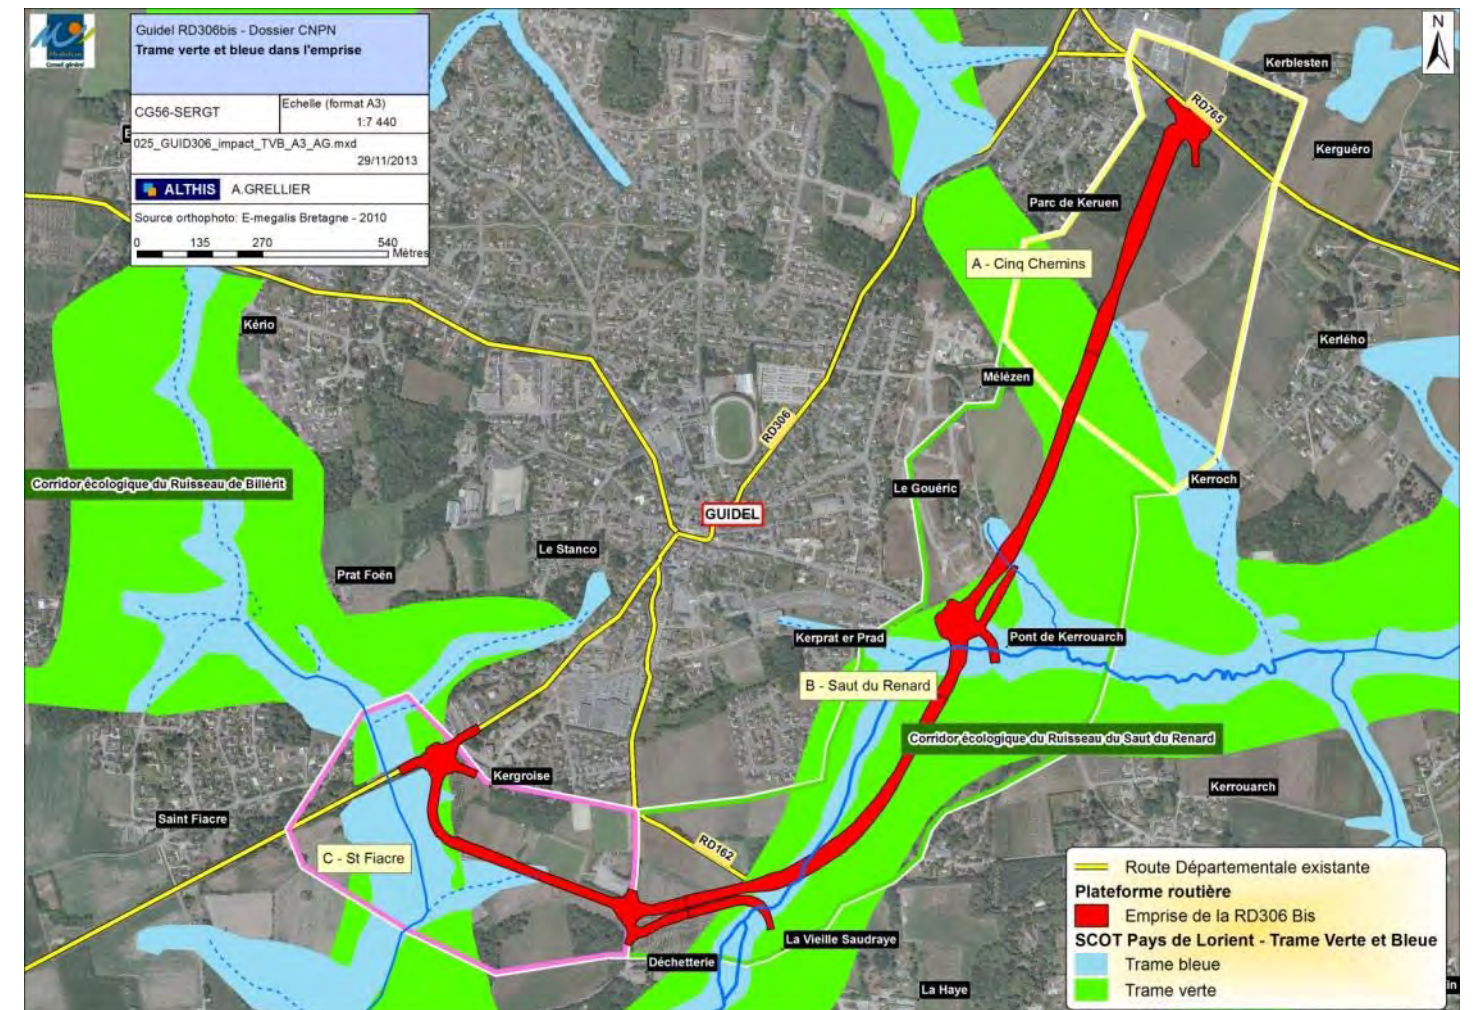 Conseil général
Guidel RD306bis - Dossier CNPN
Trame verte et bleue dans l'emprise
CG56-SERGT
Echelle (format A3)
1:7 440
025_GUID306_impact_TVB_A3_AG.mxd
29/11/2013
ALTHIS
A.GRELLIER
Source orthophoto: E-megalis Bretagne - 2010
0 135 270 540
Mètres
N
Kerblesten
RD765
Kerguéro
Parc de Keruen
A - Cinq Chemins
Kério
Kerlého
Mélézen
RD306
Corridor écologique du Ruisseau de Billérit
Le Gouéric
Kerroch
GUIDEL
Le Stanco
Prat Foën
Kerprat er Prad
Pont de Kerrouarch
B - Saut du Renard
Corridor écologique du Ruisseau du Saut du Renard
Kergroise
Kerrouarch
Saint Fiacre
RD162
C - St Fiacre
La Vieille Saudraye
Déchetterie
La Haye
Route Départementale existante
Plateforme routière
Emprise de la RD306 Bis
SCOT Pays de Lorient - Trame Verte et Bleue
Trame bleue
Trame verte